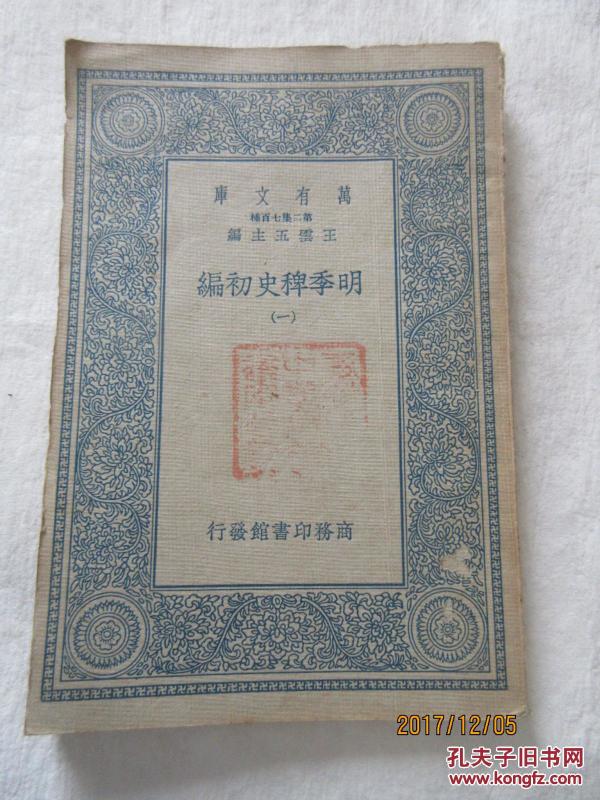 萬有文庫
第二集七百種
王雲五主編
明季稗史初編
(一)
商務印書館發行
2017/12/05
孔夫子旧书网
www.kongfz.com